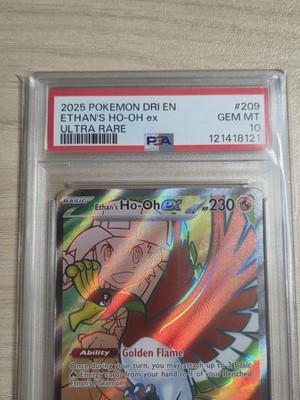 2025 POKEMON DRI EN #209
ETHAN'S HO-OH ex GEM MT
ULTRA RARE 10
PSA 121418121
BASIC Ethan's Ho-Oh ex HP 230
Ability Golden Flame
Once during your turn, you may attach up to 2 Basic
Energy cards from your hand to 1 of your Benched
Ethan's Pokémon.